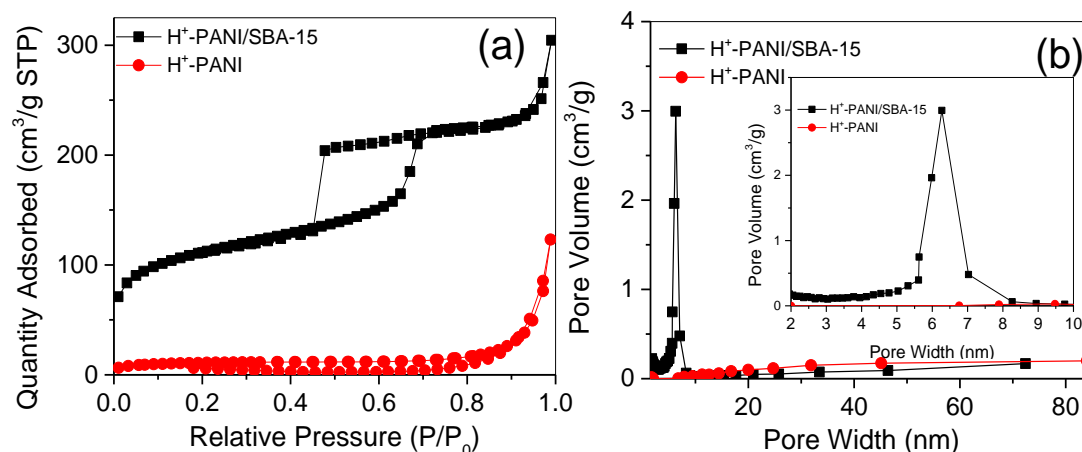 (a)
H⁺-PANI/SBA-15
H⁺-PANI
Quantity Adsorbed (cm³/g STP)
300
200
100
0
0.0 0.2 0.4 0.6 0.8 1.0
Relative Pressure (P/P₀)
(b)
H⁺-PANI/SBA-15
H⁺-PANI
Pore Volume (cm³/g)
4
3
2
1
0
20 40 60 80
Pore Width (nm)
H⁺-PANI/SBA-15
H⁺-PANI
Pore Volume (cm³/g)
3
2
1
0
2 3 4 5 6 7 8 9 10
Pore Width (nm)